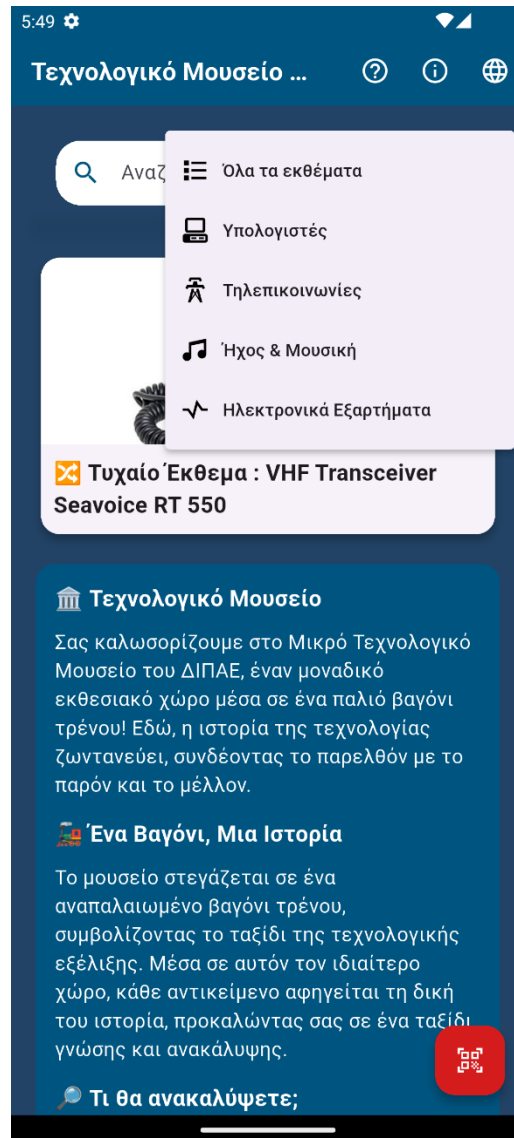 5:49
Τεχνολογικό Μουσείο ...
Αναζ
Όλα τα εκθέματα
Υπολογιστές
Τηλεπικοινωνίες
Ήχος & Μουσική
Ηλεκτρονικά Εξαρτήματα
🔀 Τυχαίο Έκθεμα : VHF Transceiver
Seavoice RT 550
🏛️ Τεχνολογικό Μουσείο
Σας καλωσορίζουμε στο Μικρό Τεχνολογικό
Μουσείο του ΔΙΠΑΕ, έναν μοναδικό
εκθεσιακό χώρο μέσα σε ένα παλιό βαγόνι
τρένου! Εδώ, η ιστορία της τεχνολογίας
ζωντανεύει, συνδέοντας το παρελθόν με το
παρόν και το μέλλον.
🚂 Ένα Βαγόνι, Μια Ιστορία
Το μουσείο στεγάζεται σε ένα
αναπαλαιωμένο βαγόνι τρένου,
συμβολίζοντας το ταξίδι της τεχνολογικής
εξέλιξης. Μέσα σε αυτόν τον ιδιαίτερο
χώρο, κάθε αντικείμενο αφηγείται τη δική
του ιστορία, προκαλώντας σας σε ένα ταξίδι
γνώσης και ανακάλυψης.
🔎 Τι θα ανακαλύψετε;